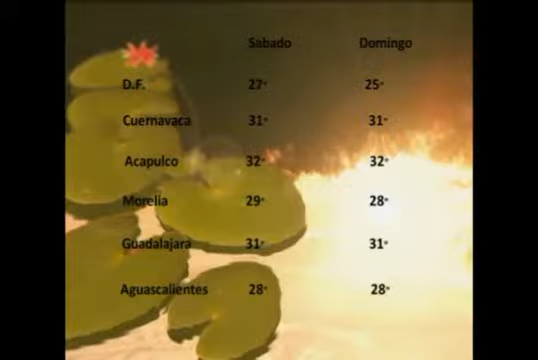 Sabado Domingo
D.F. 27° 25°
Cuernavaca 31° 31°
Acapulco 32° 32°
Morelia 29° 28°
Guadalajara 31° 31°
Aguascalientes 28° 28°